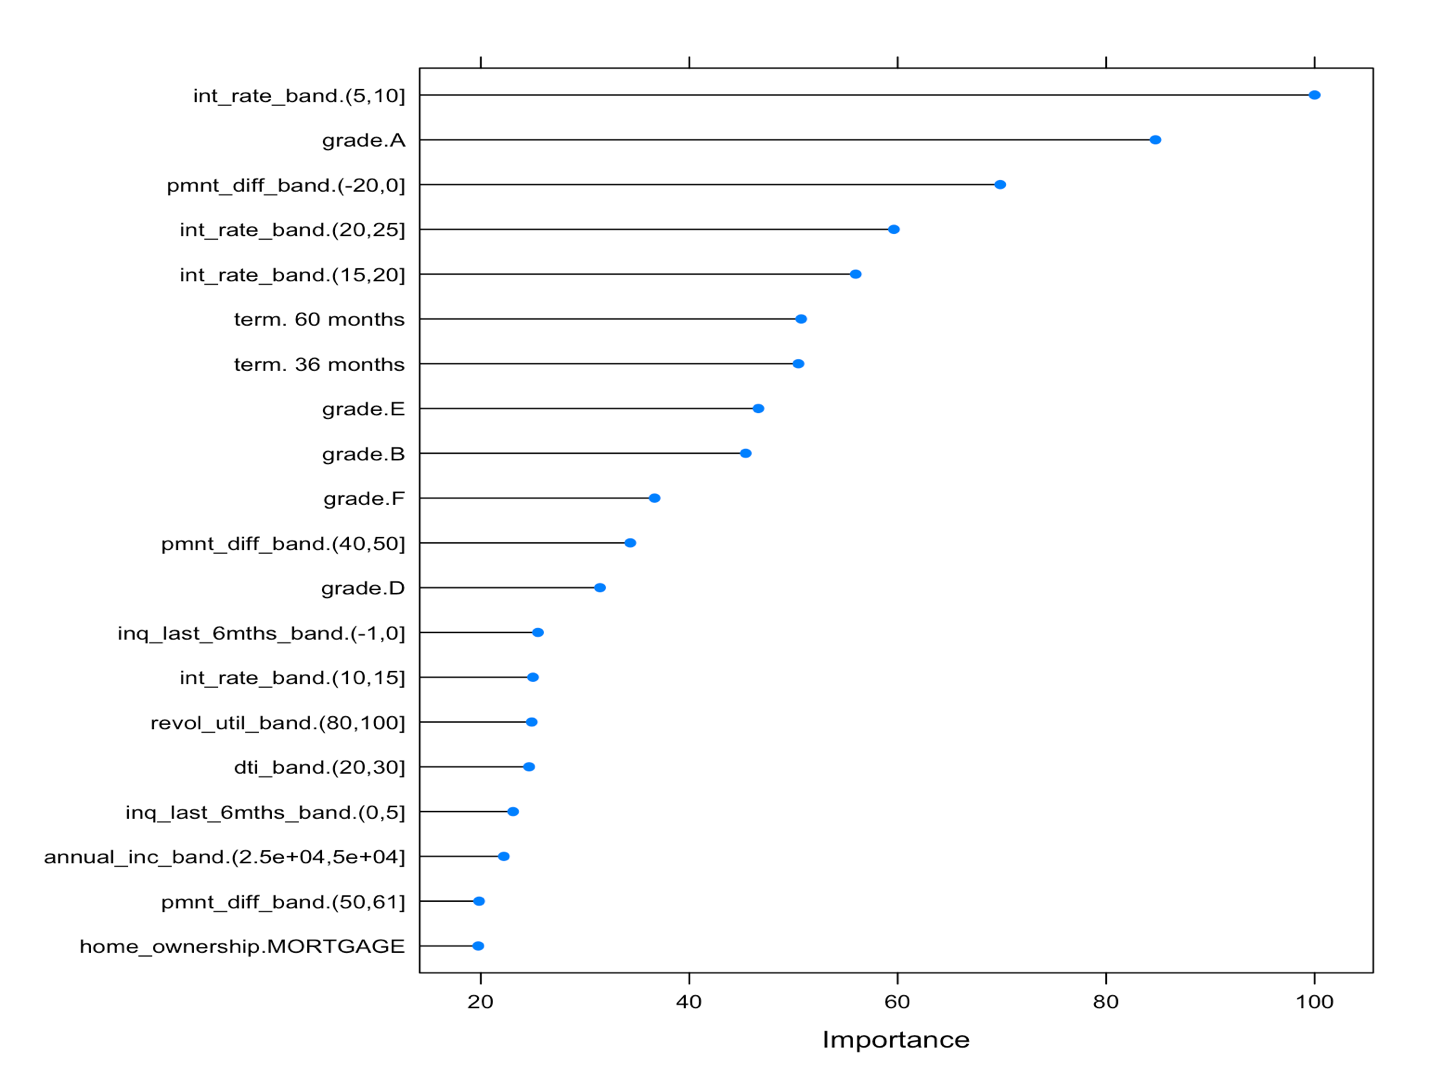 int_rate_band.(5,10]
grade.A
pmnt_diff_band.(-20,0]
int_rate_band.(20,25]
int_rate_band.(15,20]
term. 60 months
term. 36 months
grade.E
grade.B
grade.F
pmnt_diff_band.(40,50]
grade.D
inq_last_6mths_band.(-1,0]
int_rate_band.(10,15]
revol_util_band.(80,100]
dti_band.(20,30]
inq_last_6mths_band.(0,5]
annual_inc_band.(2.5e+04,5e+04]
pmnt_diff_band.(50,61]
home_ownership.MORTGAGE
20 40 60 80 100
Importance